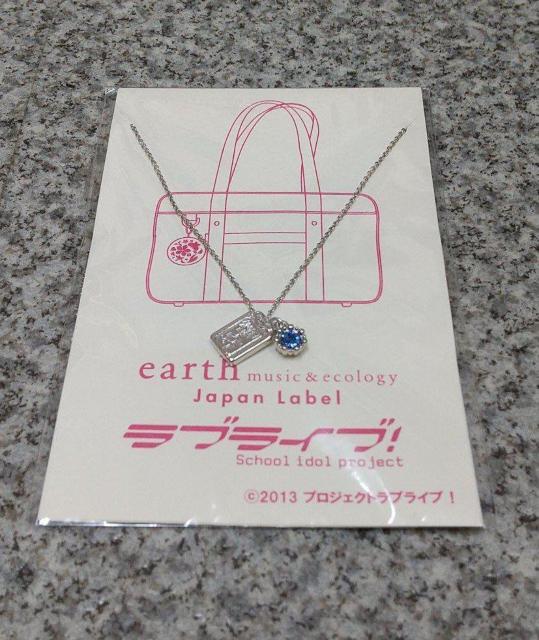 earth music & ecology
Japan Label
ラブライブ!
School idol project
©2013 プロジェクトラブライブ!